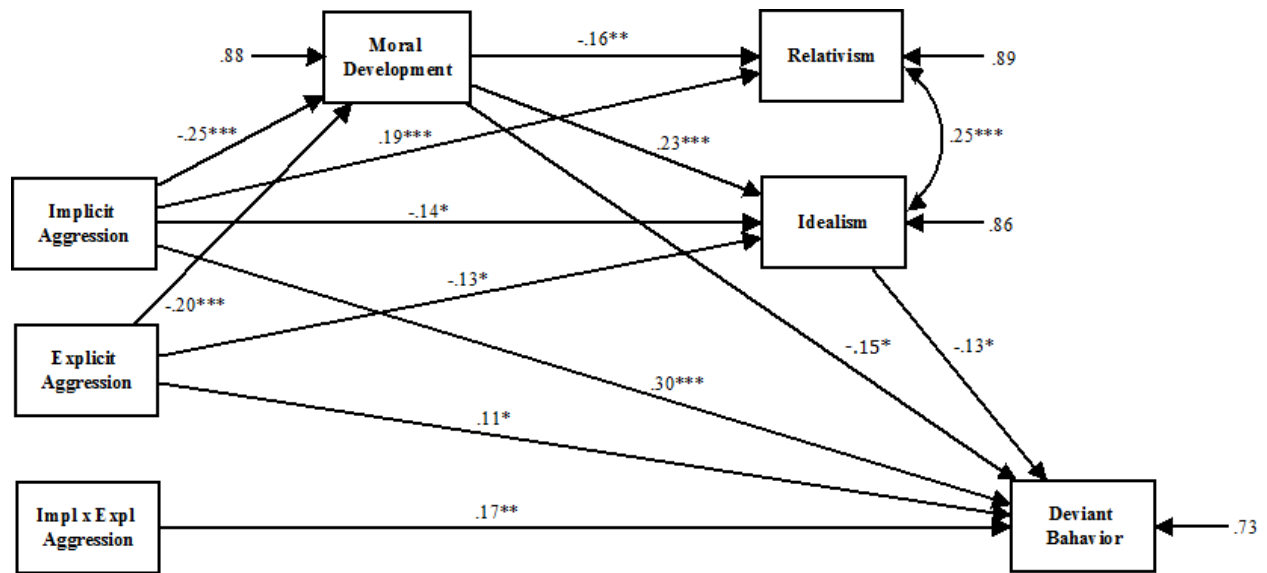 Moral
Development
.88
-.16**
Relativism
.89
-.25***
.19***
.23***
.25***
Implicit
Aggression
-.14*
Idealism
.86
-.20***
-.13*
Explicit
Aggression
-.15*
-.13*
.30***
.11*
Impl x Expl
Aggression
.17**
Deviant
Bahavior
.73